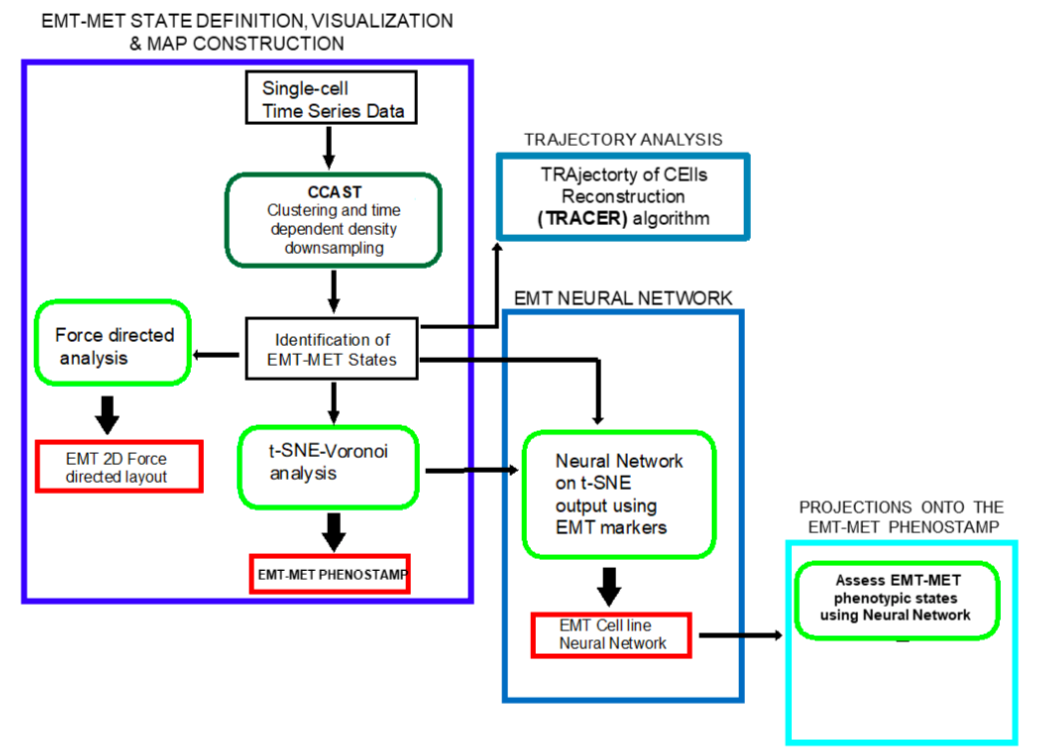 EMT-MET STATE DEFINITION, VISUALIZATION
& MAP CONSTRUCTION
Single-cell
Time Series Data
CCAST
Clustering and time
dependent density
downsampling
Identification of
EMT-MET States
Force directed
analysis
EMT 2D Force
directed layout
t-SNE-Voronoi
analysis
EMT-MET PHENOSTAMP
TRAJECTORY ANALYSIS
TRAjectorty of CElls
Reconstruction
(TRACER) algorithm
EMT NEURAL NETWORK
Neural Network
on t-SNE
output using
EMT markers
EMT Cell line
Neural Network
PROJECTIONS ONTO THE
EMT-MET PHENOSTAMP
Assess EMT-MET
phenotypic states
using Neural Network